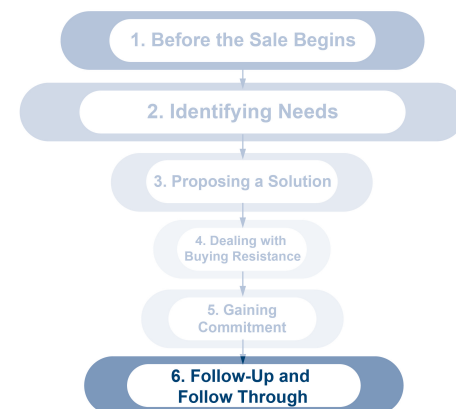 1. Before the Sale Begins
2. Identifying Needs
3. Proposing a Solution
4. Dealing with
Buying Resistance
5. Gaining
Commitment
6. Follow-Up and
Follow Through